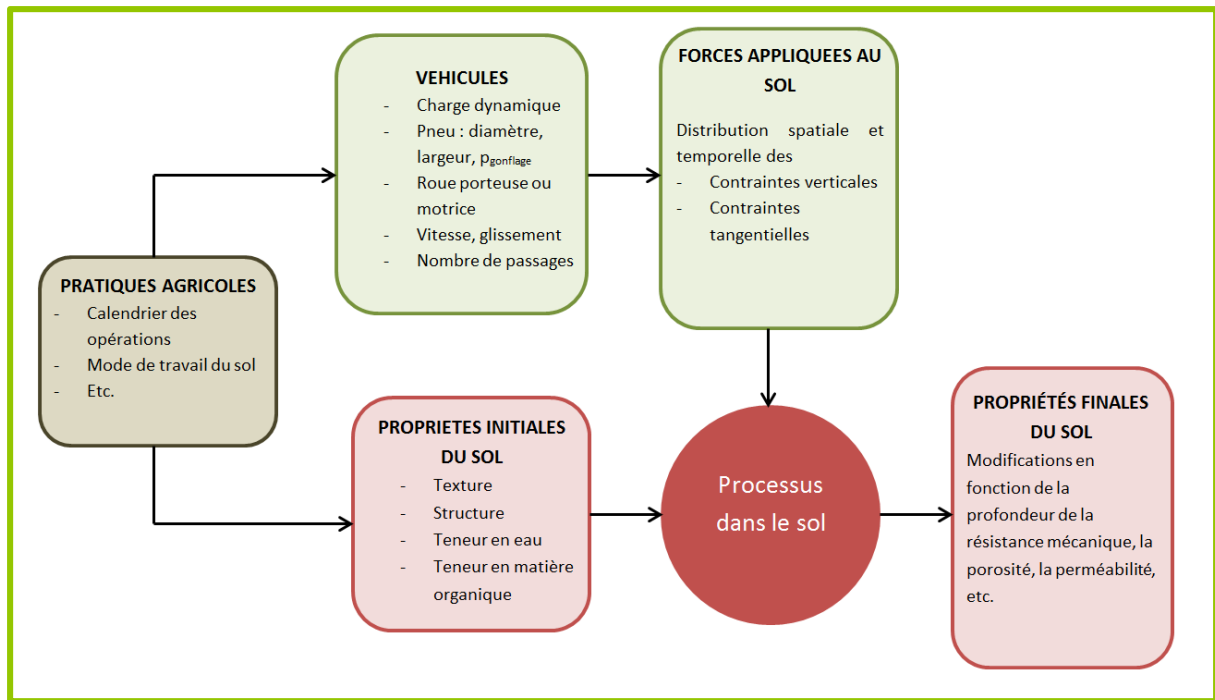 PRATIQUES AGRICOLES
- Calendrier des
opérations
- Mode de travail du sol
- Etc.
VEHICULES
- Charge dynamique
- Pneu : diamètre,
largeur, pgonflage
- Roue porteuse ou
motrice
- Vitesse, glissement
- Nombre de passages
FORCES APPLIQUEES AU
SOL
Distribution spatiale et
temporelle des
- Contraintes verticales
- Contraintes
tangentielles
PROPRIETES INITIALES
DU SOL
- Texture
- Structure
- Teneur en eau
- Teneur en matière
organique
Processus
dans le sol
PROPRIÉTÉS FINALES
DU SOL
Modifications en
fonction de la
profondeur de la
résistance mécanique, la
porosité, la perméabilité,
etc.